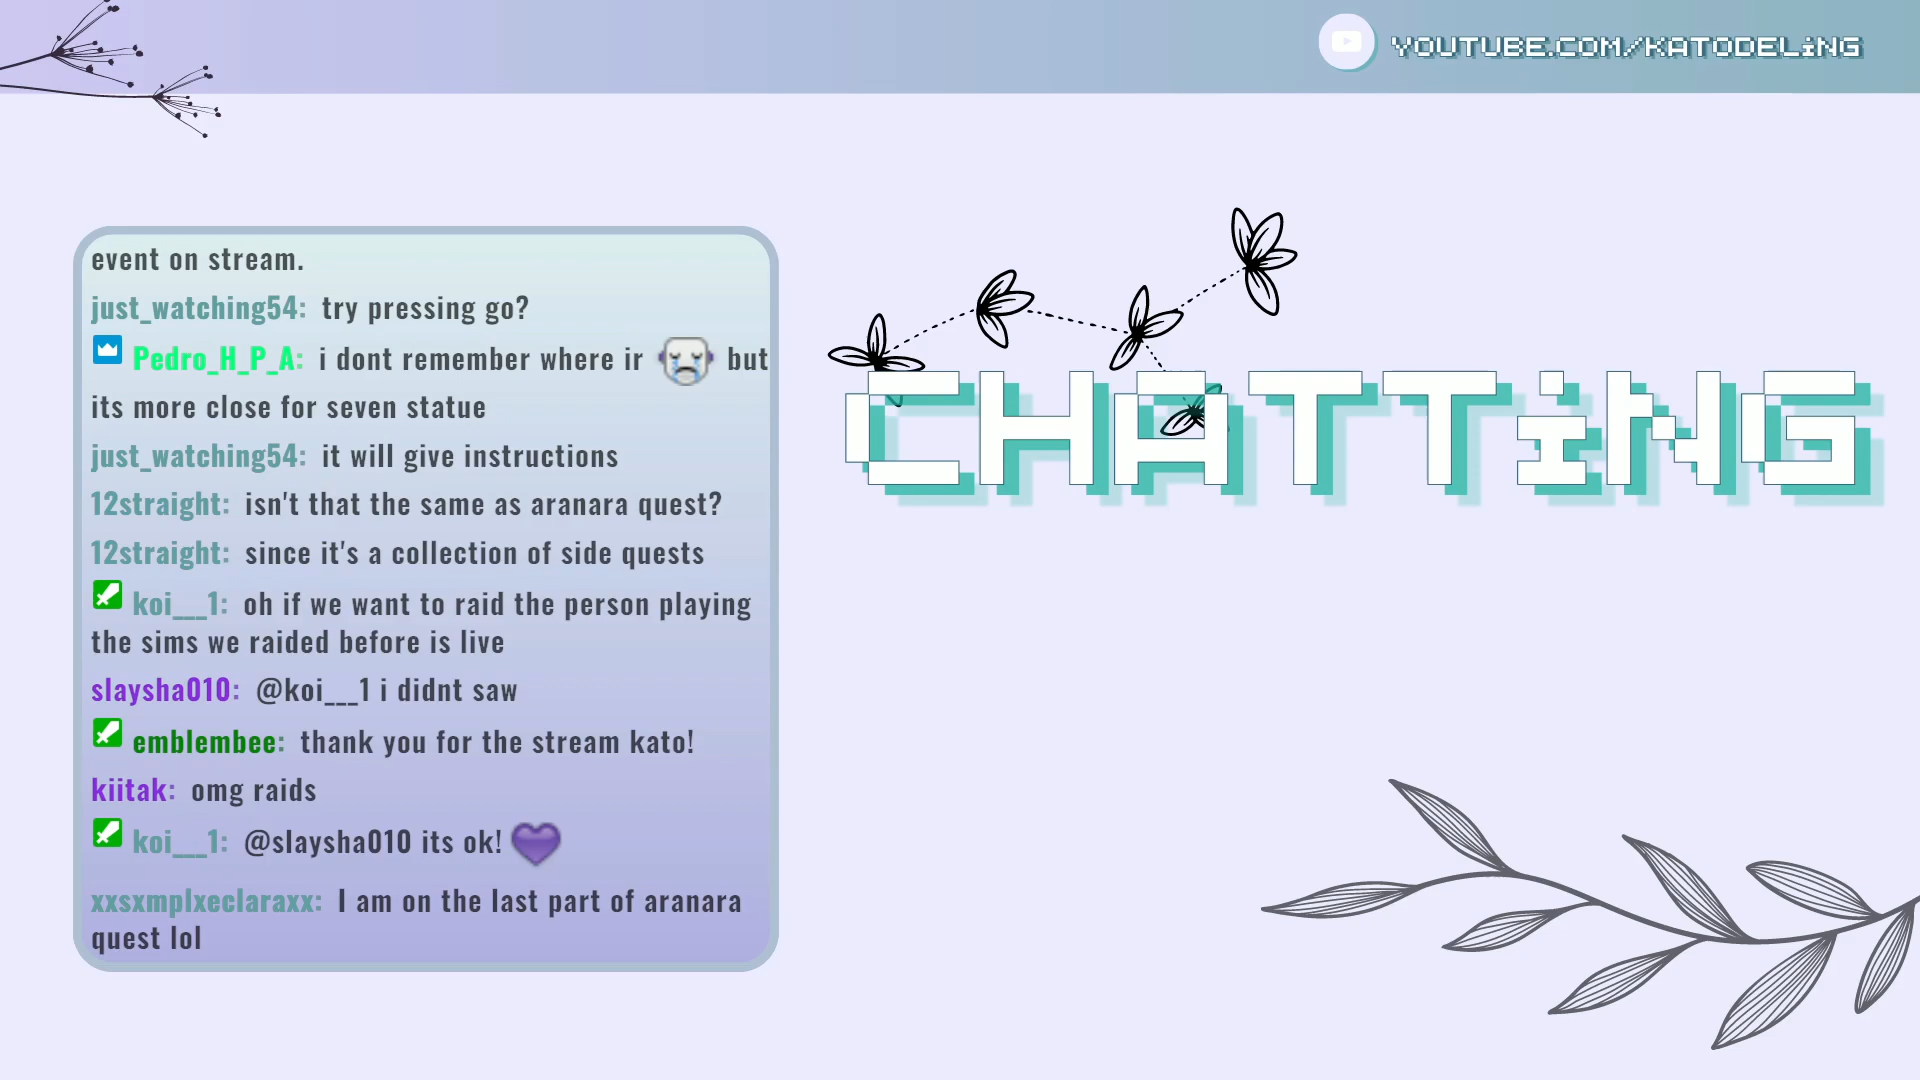 YOUTUBE.COM/KATODELiNG
event on stream.
just_watching54: try pressing go?
Pedro_H_P_A: i dont remember where ir but
its more close for seven statue
just_watching54: it will give instructions
12straight: isn't that the same as aranara quest?
12straight: since it's a collection of side quests
koi___1: oh if we want to raid the person playing
the sims we raided before is live
slaysha010: @koi___1 i didnt saw
emblembee: thank you for the stream kato!
kiitak: omg raids
koi___1: @slaysha010 its ok!
xxsxmplxeclaraxx: I am on the last part of aranara
quest lol
CHATTiNG